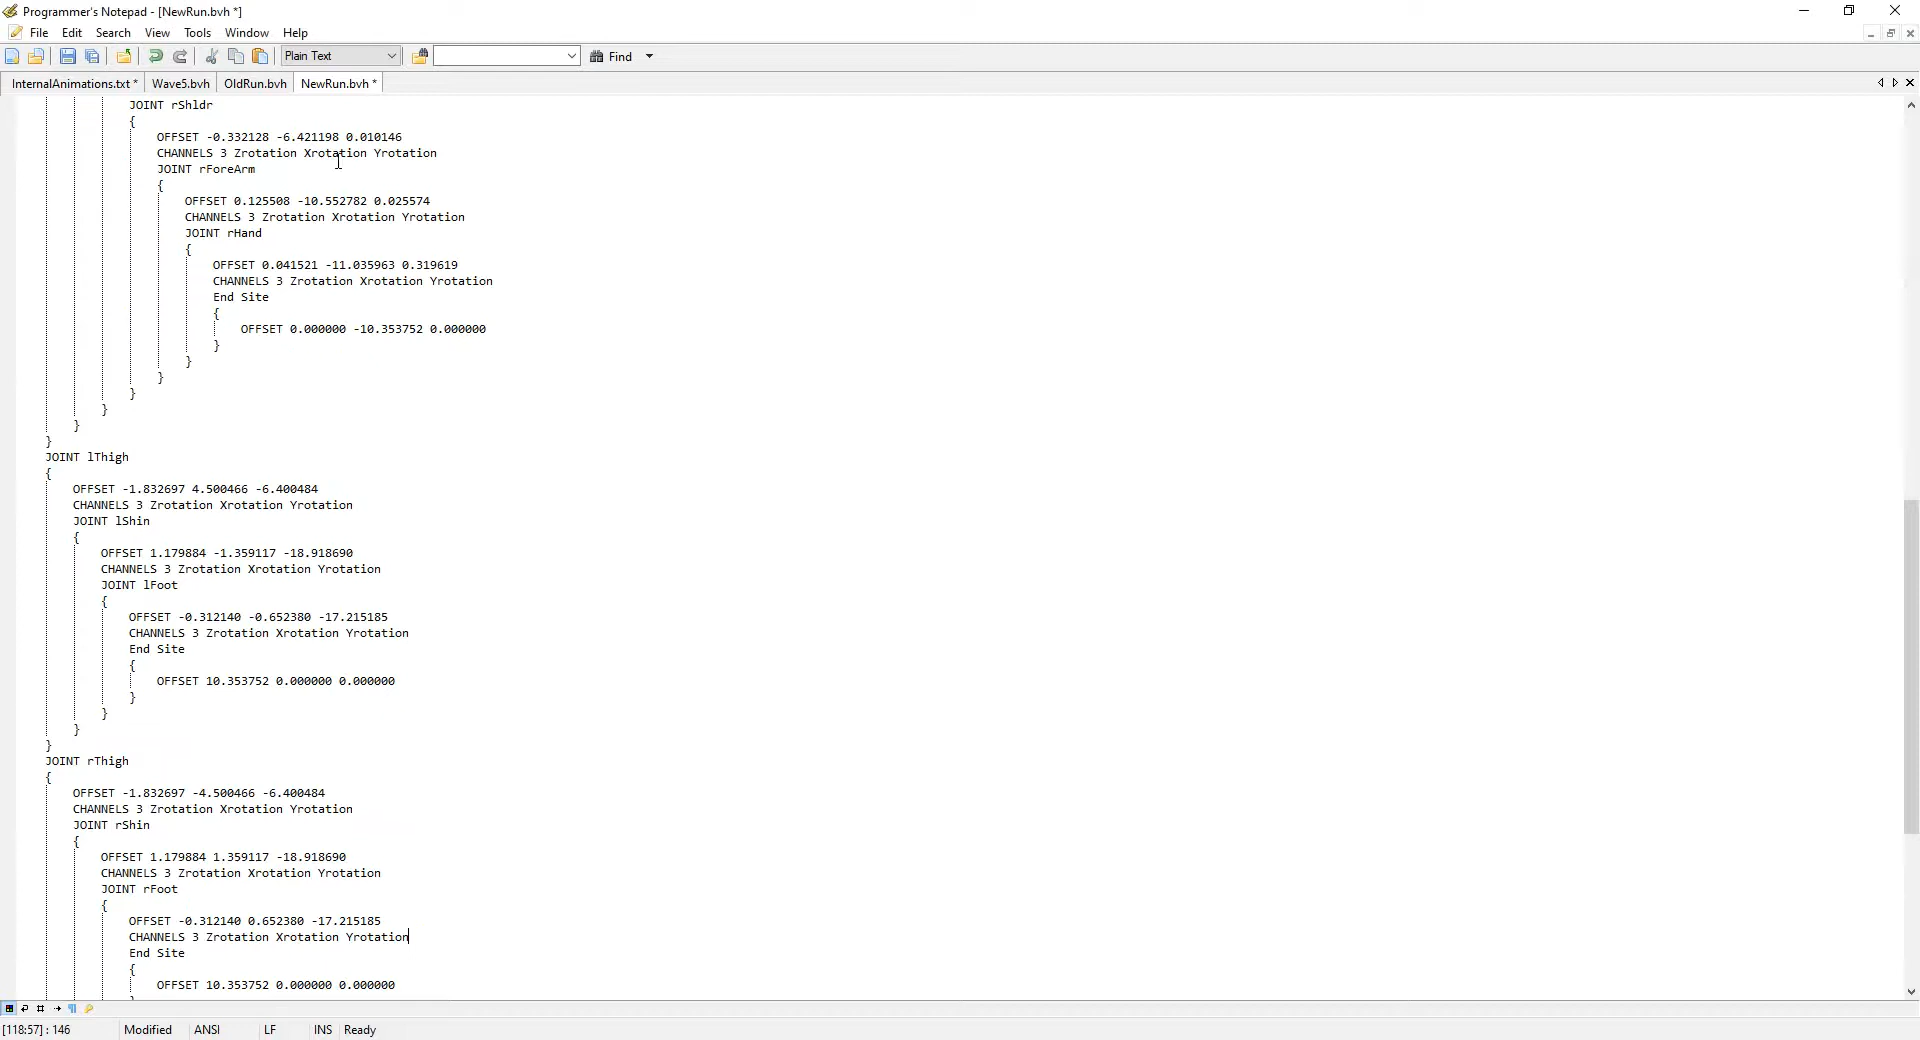 Programmer's Notepad - [NewRun.bvh *]
File Edit Search View Tools Window Help
Plain Text Find
InternalAnimations.txt * Wave5.bvh OldRun.bvh NewRun.bvh *
JOINT rShldr
{
OFFSET -0.332128 -6.421198 0.010146
CHANNELS 3 Zrotation Xrotation Yrotation
JOINT rForeArm
{
OFFSET 0.125508 -10.552782 0.025574
CHANNELS 3 Zrotation Xrotation Yrotation
JOINT rHand
{
OFFSET 0.041521 -11.035963 0.319619
CHANNELS 3 Zrotation Xrotation Yrotation
End Site
{
OFFSET 0.000000 -10.353752 0.000000
}
}
}
}
}
}
}
JOINT lThigh
{
OFFSET -1.832697 4.500466 -6.400484
CHANNELS 3 Zrotation Xrotation Yrotation
JOINT lShin
{
OFFSET 1.179884 -1.359117 -18.918690
CHANNELS 3 Zrotation Xrotation Yrotation
JOINT lFoot
{
OFFSET -0.312140 -0.652380 -17.215185
CHANNELS 3 Zrotation Xrotation Yrotation
End Site
{
OFFSET 10.353752 0.000000 0.000000
}
}
}
}
JOINT rThigh
{
OFFSET -1.832697 -4.500466 -6.400484
CHANNELS 3 Zrotation Xrotation Yrotation
JOINT rShin
{
OFFSET 1.179884 1.359117 -18.918690
CHANNELS 3 Zrotation Xrotation Yrotation
JOINT rFoot
{
OFFSET -0.312140 0.652380 -17.215185
CHANNELS 3 Zrotation Xrotation Yrotation
End Site
{
OFFSET 10.353752 0.000000 0.000000
}
[118:57] : 146 Modified ANSI LF INS Ready